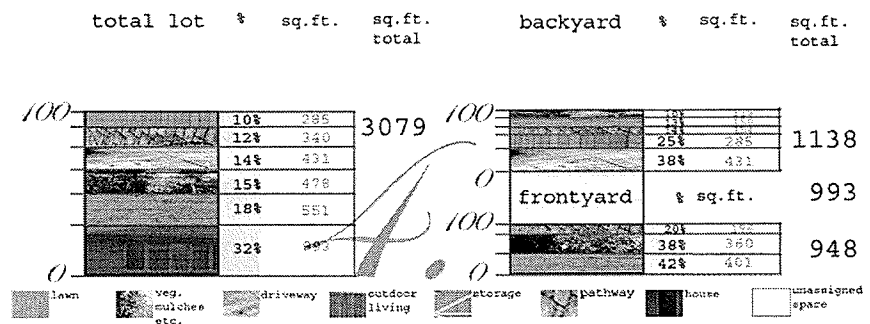 total lot % sq.ft. sq.ft. total
100
10% 285
12% 340
14% 431
15% 478
18% 551
32% 993
0
3079
backyard % sq.ft. sq.ft. total
100
25% 285
38% 431
0
1138
frontyard % sq.ft.
993
100
20%
38% 360
42% 401
0
948
lawn
veg. mulches etc.
driveway
outdoor living
storage
pathway
house
unassigned space